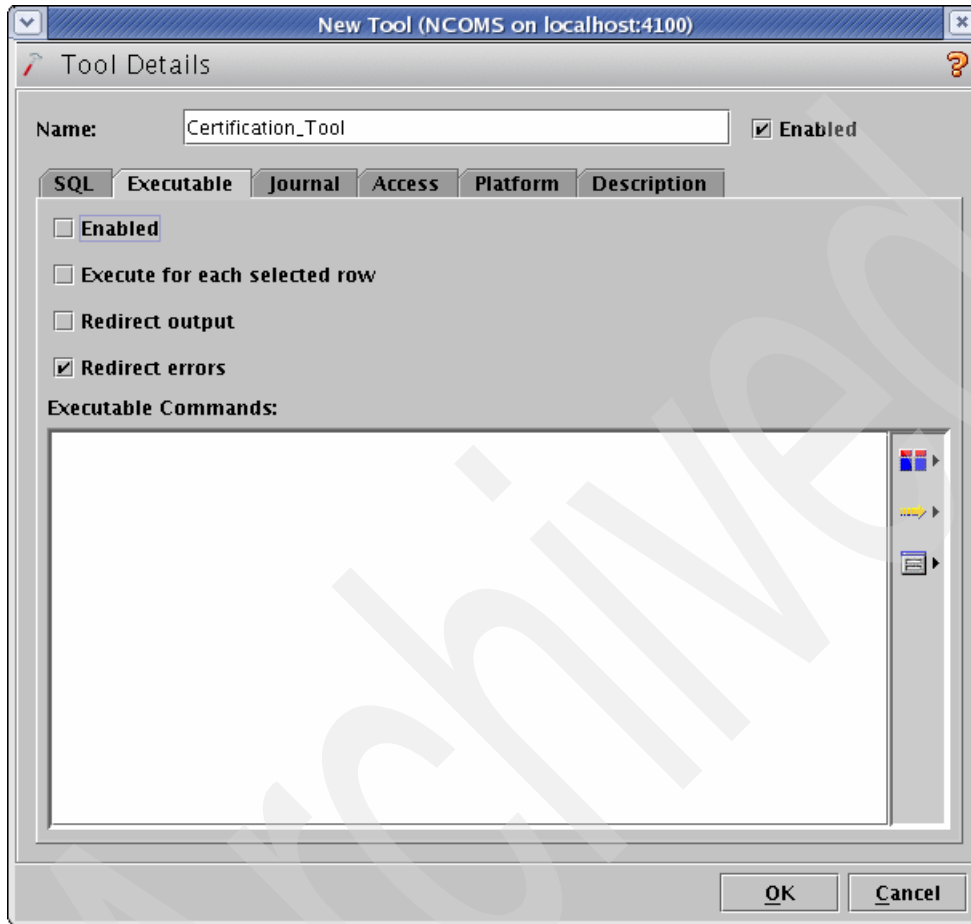 New Tool (NCOMS on localhost:4100)
Tool Details
Name: Certification_Tool Enabled
SQL Executable Journal Access Platform Description
Enabled
Execute for each selected row
Redirect output
Redirect errors
Executable Commands:
OK Cancel
Archived